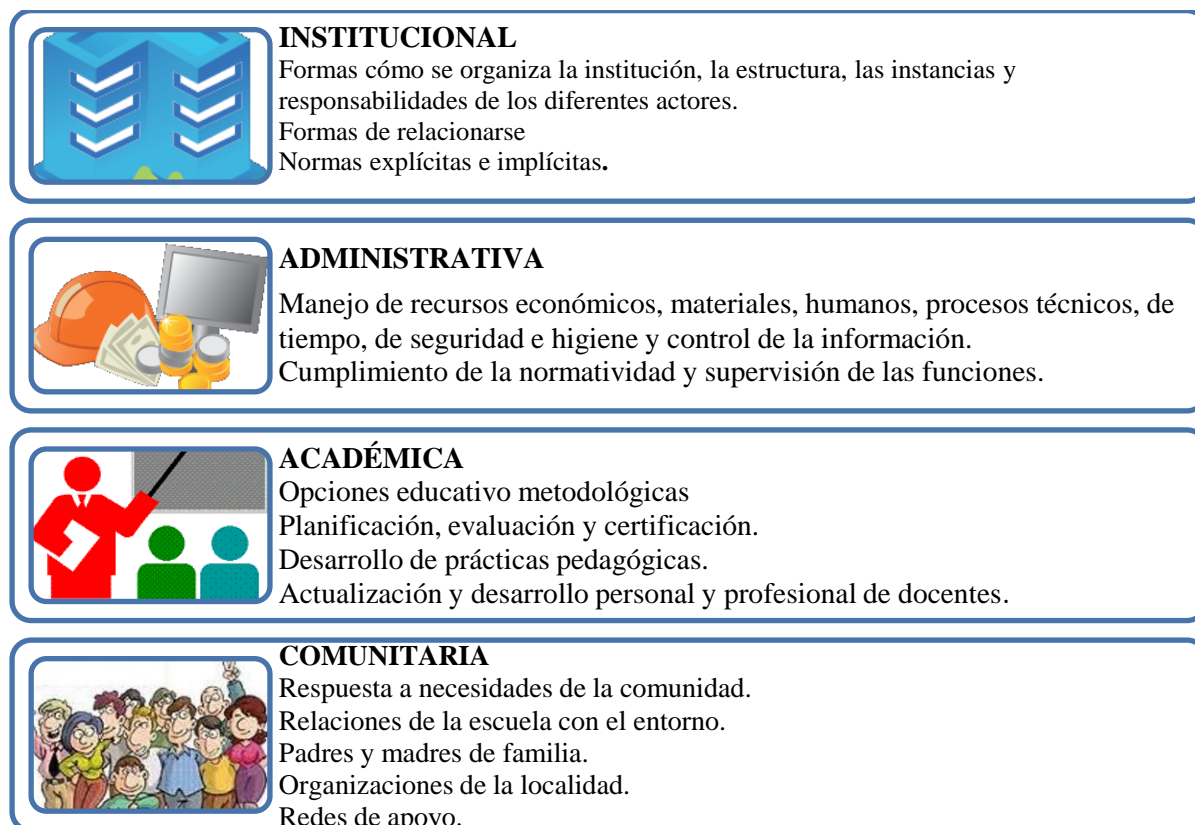 INSTITUCIONAL
Formas cómo se organiza la institución, la estructura, las instancias y
responsabilidades de los diferentes actores.
Formas de relacionarse
Normas explícitas e implícitas.
ADMINISTRATIVA
Manejo de recursos económicos, materiales, humanos, procesos técnicos, de
tiempo, de seguridad e higiene y control de la información.
Cumplimiento de la normatividad y supervisión de las funciones.
ACADÉMICA
Opciones educativo metodológicas
Planificación, evaluación y certificación.
Desarrollo de prácticas pedagógicas.
Actualización y desarrollo personal y profesional de docentes.
COMUNITARIA
Respuesta a necesidades de la comunidad.
Relaciones de la escuela con el entorno.
Padres y madres de familia.
Organizaciones de la localidad.
Redes de apoyo.